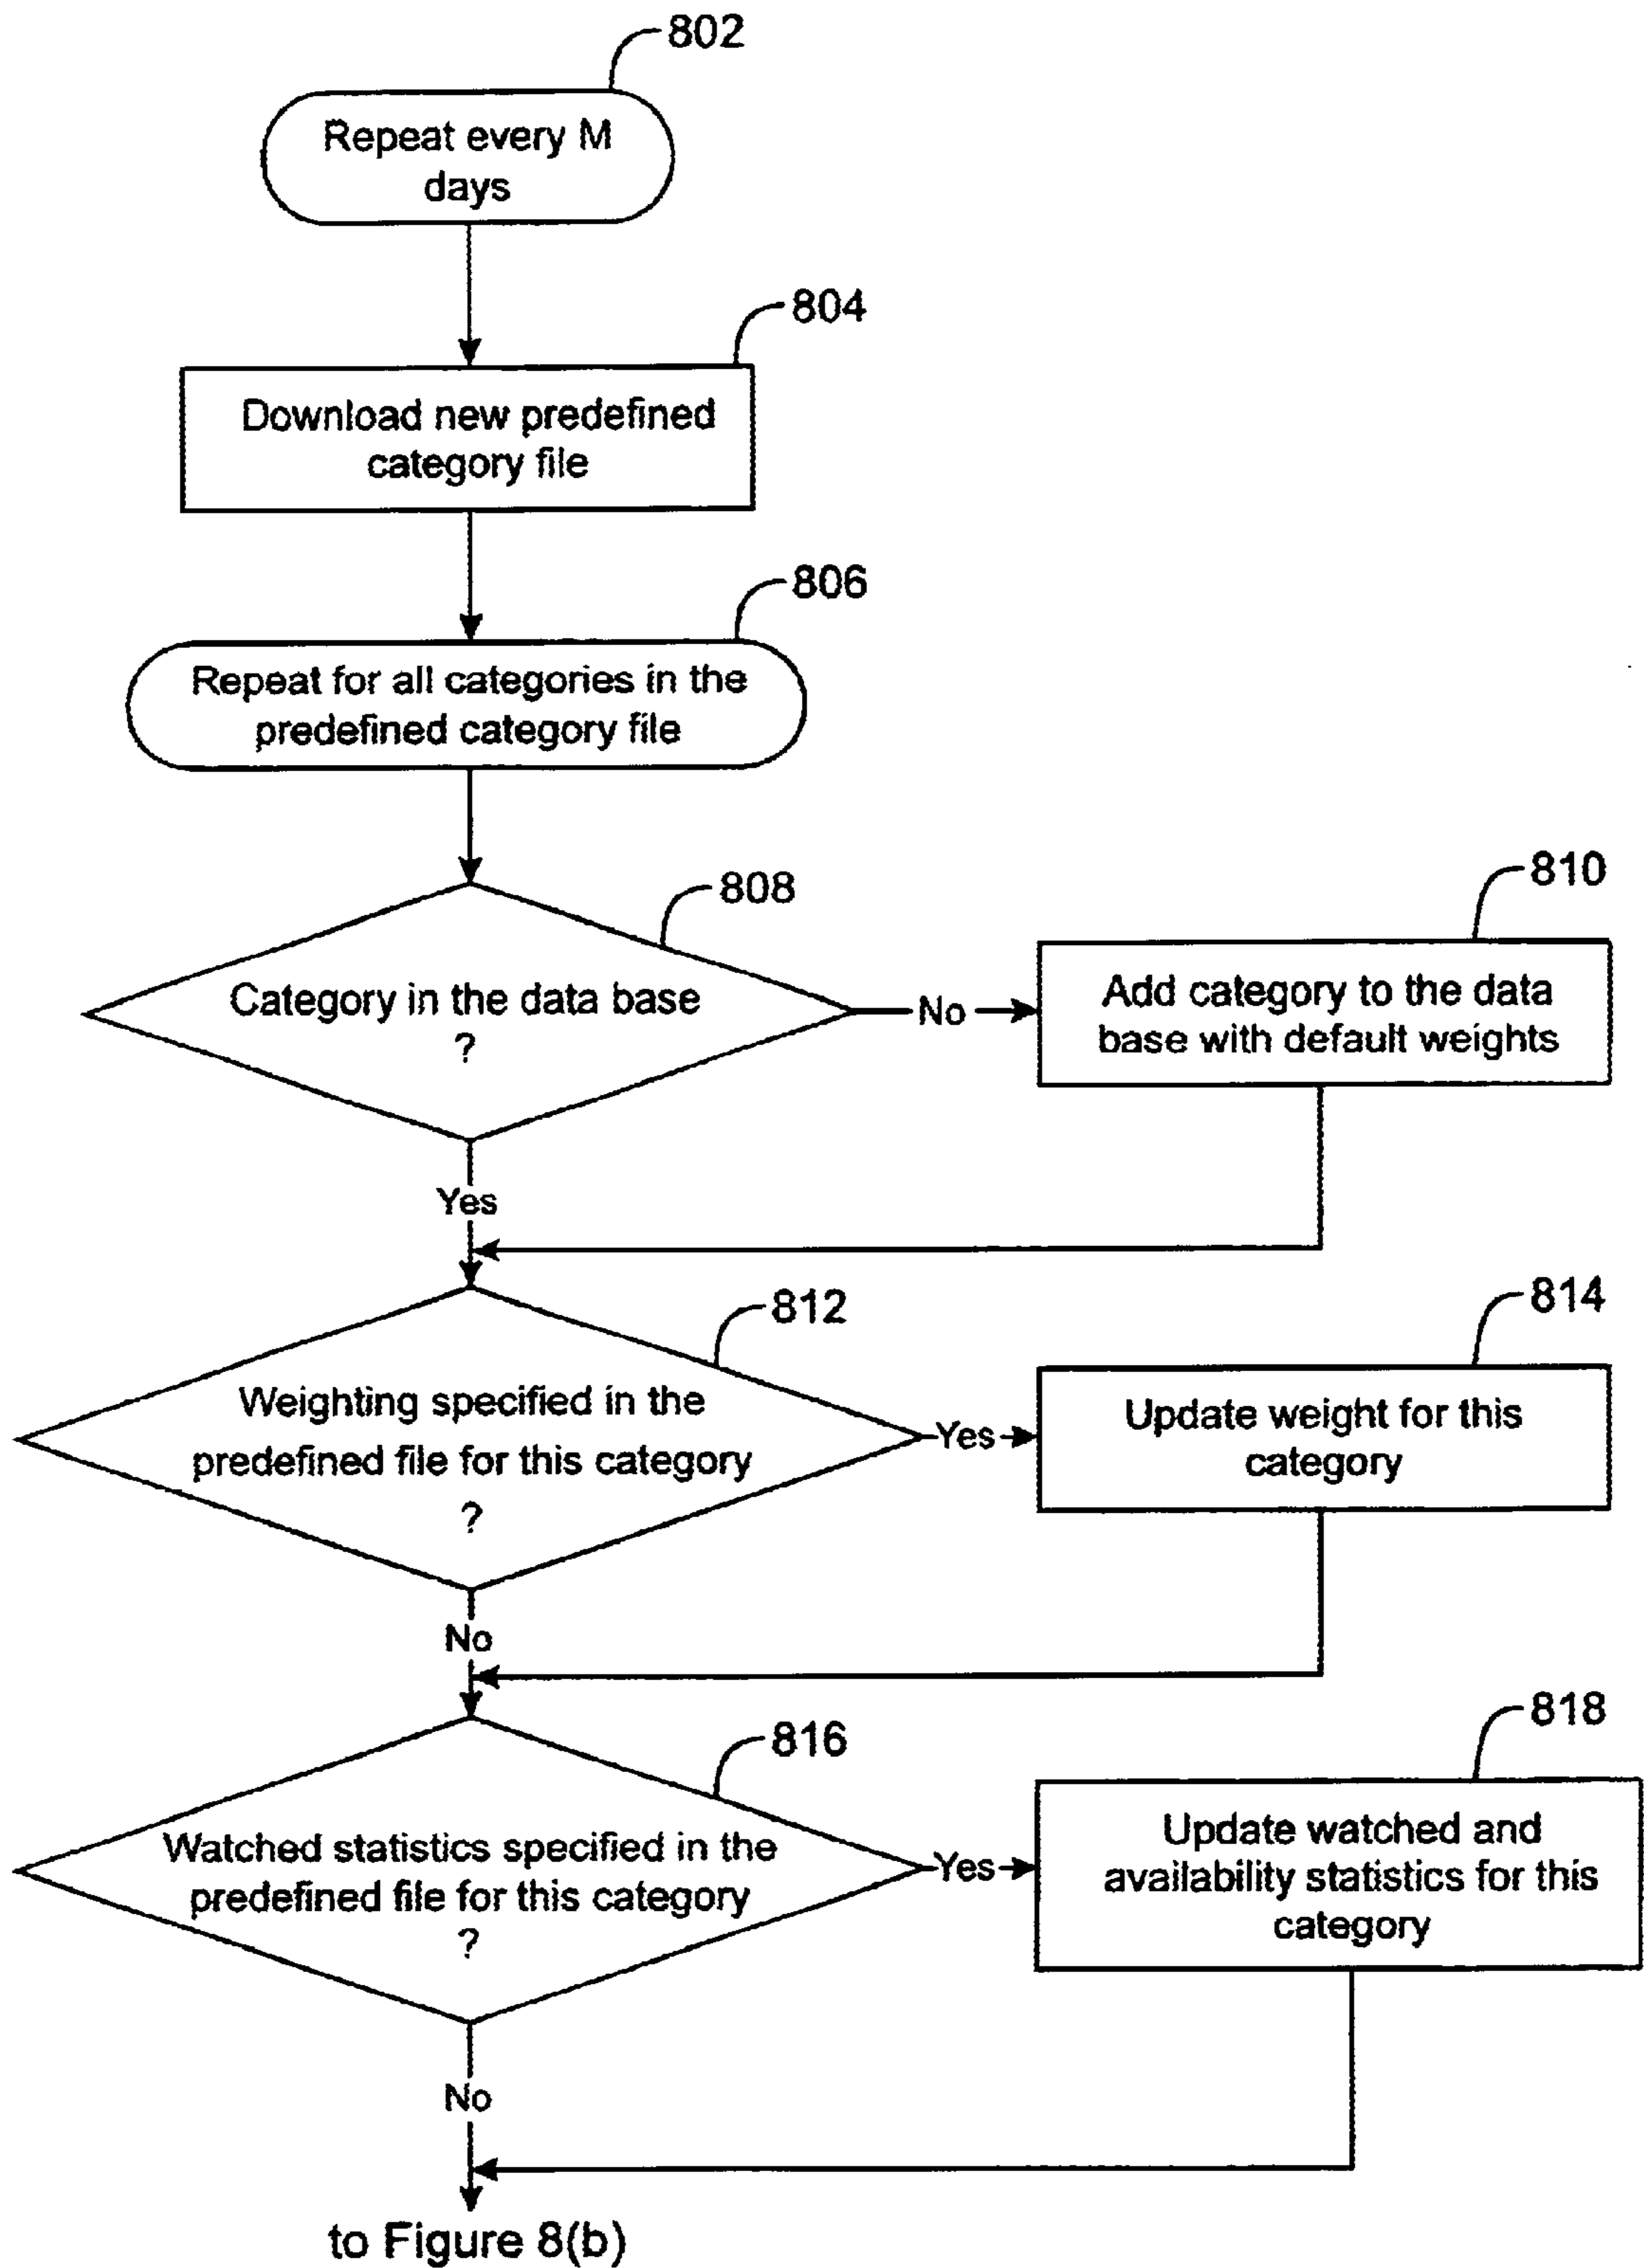 802
Repeat every M
days
804
Download new predefined
category file
806
Repeat for all categories in the
predefined category file
808
Category in the data base
?
No
810
Add category to the data
base with default weights
Yes
812
Weighting specified in the
predefined file for this category
?
Yes
814
Update weight for this
category
No
816
Watched statistics specified in the
predefined file for this category
?
Yes
818
Update watched and
availability statistics for this
category
No
to Figure 8(b)